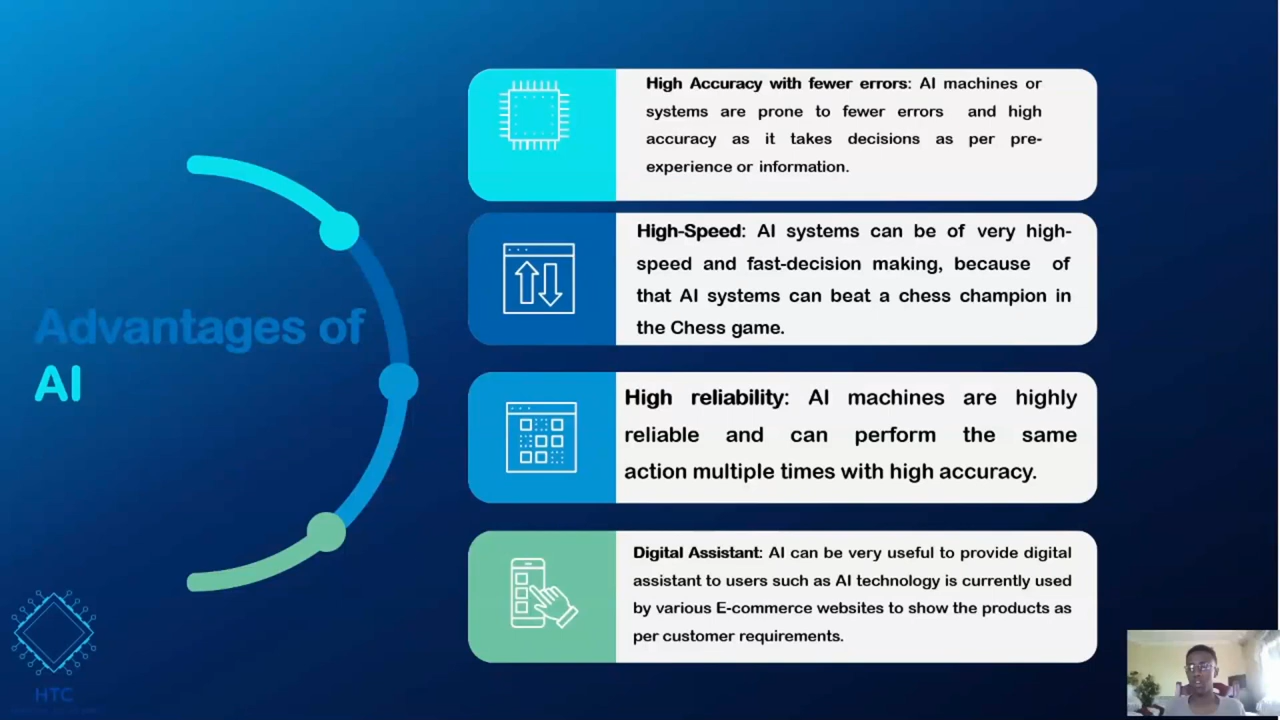 Advantages of
AI
High Accuracy with fewer errors: AI machines or
systems are prone to fewer errors and high
accuracy as it takes decisions as per pre-
experience or information.
High-Speed: AI systems can be of very high-
speed and fast-decision making, because of
that AI systems can beat a chess champion in
the Chess game.
High reliability: AI machines are highly
reliable and can perform the same
action multiple times with high accuracy.
Digital Assistant: AI can be very useful to provide digital
assistant to users such as AI technology is currently used
by various E-commerce websites to show the products as
per customer requirements.
HTC